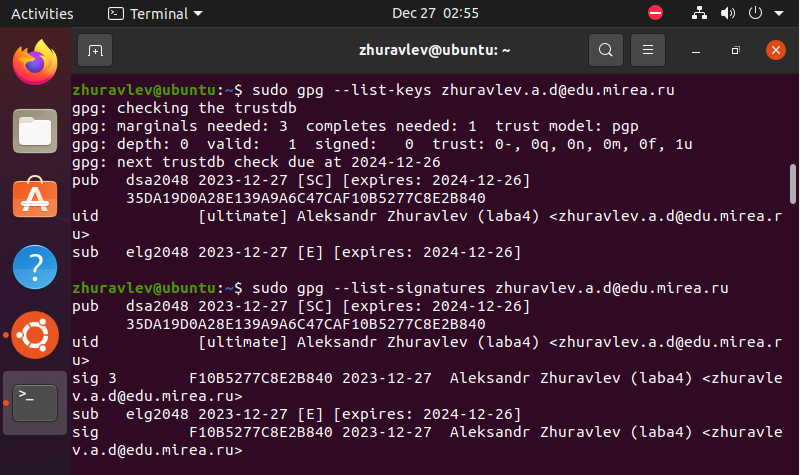 Activities Terminal Dec 27 02:55
zhuravlev@ubuntu: ~
zhuravlev@ubuntu:~$ sudo gpg --list-keys zhuravlev.a.d@edu.mirea.ru
gpg: checking the trustdb
gpg: marginals needed: 3  completes needed: 1  trust model: pgp
gpg: depth: 0  valid:   1  signed:   0  trust: 0-, 0q, 0n, 0m, 0f, 1u
gpg: next trustdb check due at 2024-12-26
pub   dsa2048 2023-12-27 [SC] [expires: 2024-12-26]
      35DA19D0A28E139A9A6C47CAF10B5277C8E2B840
uid           [ultimate] Aleksandr Zhuravlev (laba4) <zhuravlev.a.d@edu.mirea.r
u>
sub   elg2048 2023-12-27 [E] [expires: 2024-12-26]
zhuravlev@ubuntu:~$ sudo gpg --list-signatures zhuravlev.a.d@edu.mirea.ru
pub   dsa2048 2023-12-27 [SC] [expires: 2024-12-26]
      35DA19D0A28E139A9A6C47CAF10B5277C8E2B840
uid           [ultimate] Aleksandr Zhuravlev (laba4) <zhuravlev.a.d@edu.mirea.r
u>
sig 3        F10B5277C8E2B840 2023-12-27  Aleksandr Zhuravlev (laba4) <zhuravle
v.a.d@edu.mirea.ru>
sub   elg2048 2023-12-27 [E] [expires: 2024-12-26]
sig          F10B5277C8E2B840 2023-12-27  Aleksandr Zhuravlev (laba4) <zhuravle
v.a.d@edu.mirea.ru>